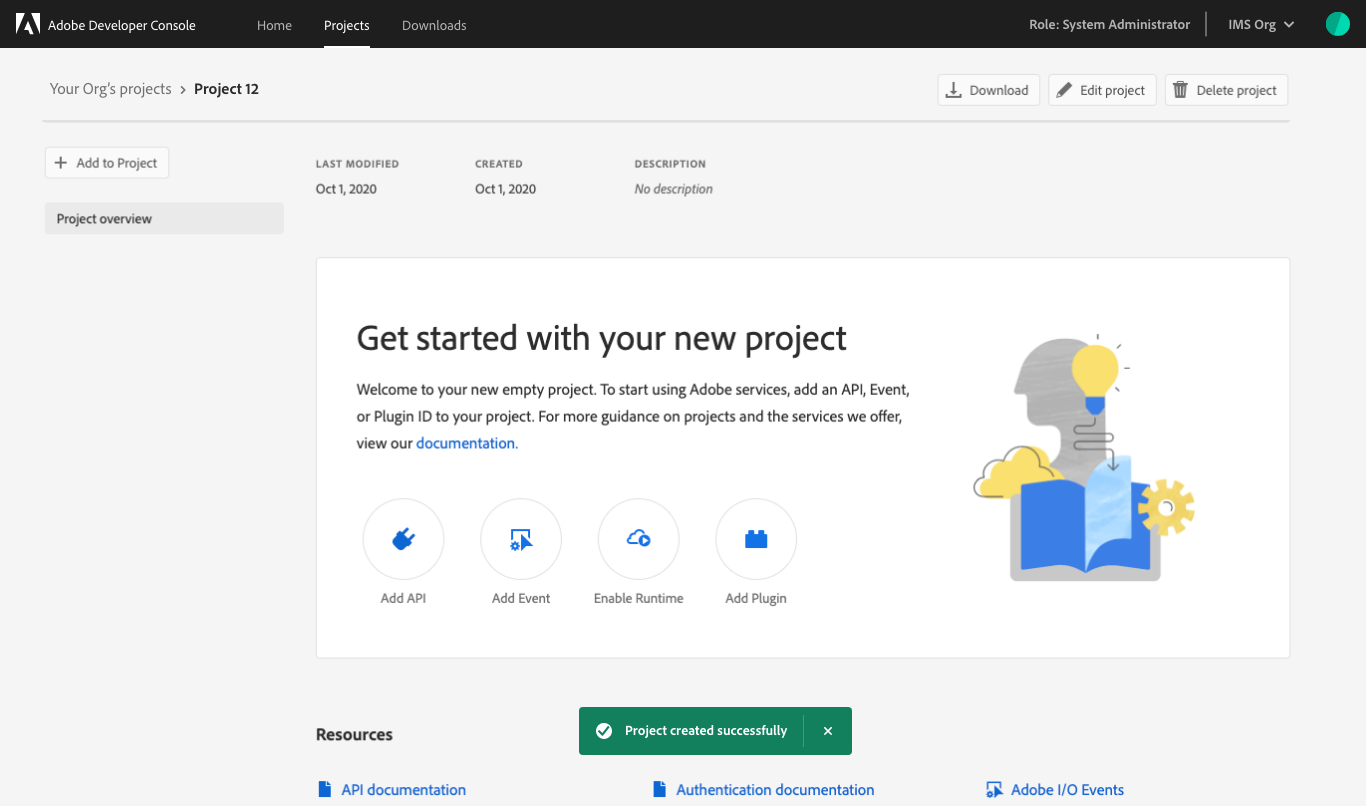 Adobe Developer Console
Home
Projects
Downloads
Role: System Administrator
IMS Org
Your Org's projects > Project 12
Download
Edit project
Delete project
Add to Project
Project overview
LAST MODIFIED
Oct 1, 2020
CREATED
Oct 1, 2020
DESCRIPTION
No description
Get started with your new project
Welcome to your new empty project. To start using Adobe services, add an API, Event,
or Plugin ID to your project. For more guidance on projects and the services we offer,
view our documentation.
Add API
Add Event
Enable Runtime
Add Plugin
Project created successfully
Resources
API documentation
Authentication documentation
Adobe I/O Events